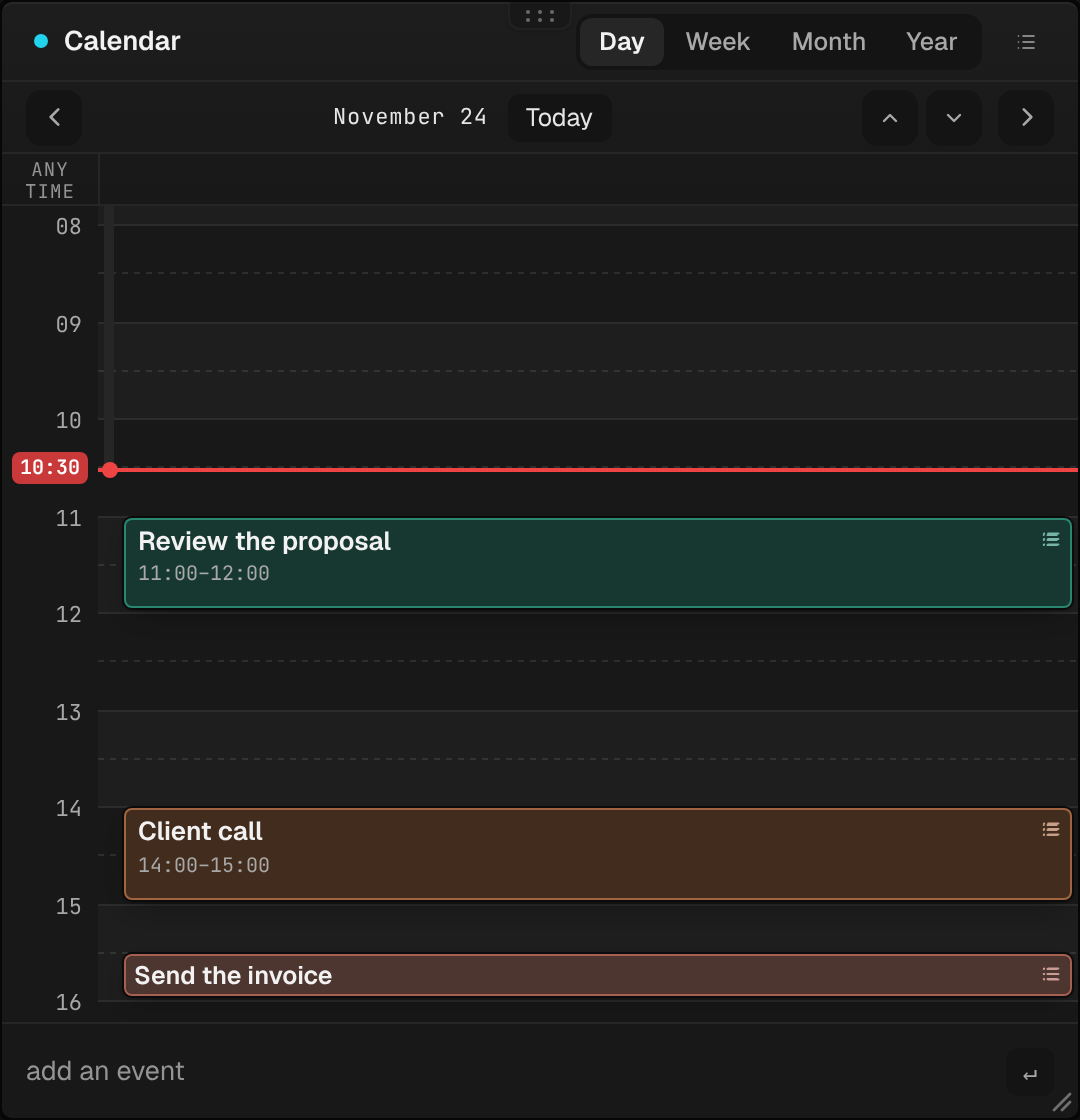 Calendar
Day Week Month Year
November 24 Today
ANY
TIME
08
09
10
10:30
11
Review the proposal
11:00–12:00
12
13
14
Client call
14:00–15:00
15
Send the invoice
16
add an event